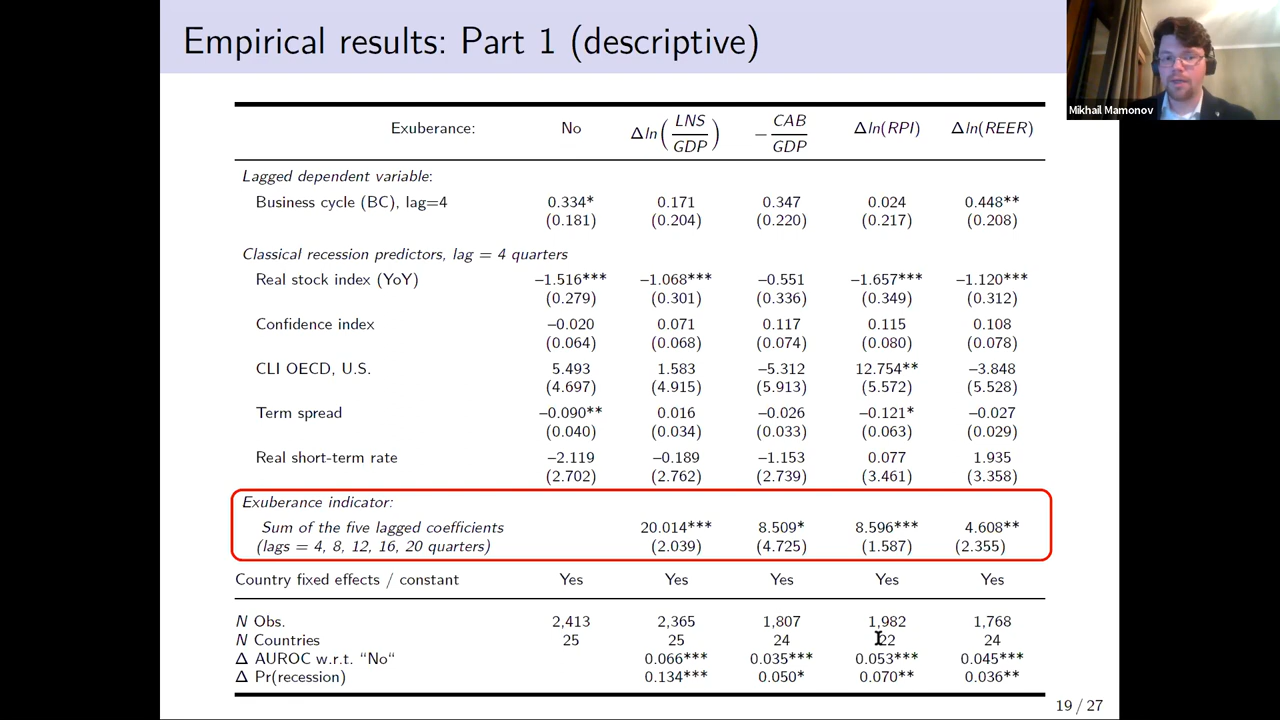 Empirical results: Part 1 (descriptive)
Mikhail Mamonov
Exuberance: No Δln(LNS/GDP) −CAB/GDP Δln(RPI) Δln(REER)
Lagged dependent variable:
Business cycle (BC), lag=4 0.334* 0.171 0.347 0.024 0.448**
(0.181) (0.204) (0.220) (0.217) (0.208)
Classical recession predictors, lag = 4 quarters
Real stock index (YoY) –1.516*** –1.068*** –0.551 –1.657*** –1.120***
(0.279) (0.301) (0.336) (0.349) (0.312)
Confidence index –0.020 0.071 0.117 0.115 0.108
(0.064) (0.068) (0.074) (0.080) (0.078)
CLI OECD, U.S. 5.493 1.583 –5.312 12.754** –3.848
(4.697) (4.915) (5.913) (5.572) (5.528)
Term spread –0.090** 0.016 –0.026 –0.121* –0.027
(0.040) (0.034) (0.033) (0.063) (0.029)
Real short-term rate –2.119 –0.189 –1.153 0.077 1.935
(2.702) (2.762) (2.739) (3.461) (3.358)
Exuberance indicator:
Sum of the five lagged coefficients 20.014*** 8.509* 8.596*** 4.608**
(lags = 4, 8, 12, 16, 20 quarters) (2.039) (4.725) (1.587) (2.355)
Country fixed effects / constant Yes Yes Yes Yes Yes
N Obs. 2,413 2,365 1,807 1,982 1,768
N Countries 25 25 24 22 24
Δ AUROC w.r.t. "No" 0.066*** 0.035*** 0.053*** 0.045***
Δ Pr(recession) 0.134*** 0.050* 0.070** 0.036**
19 / 27